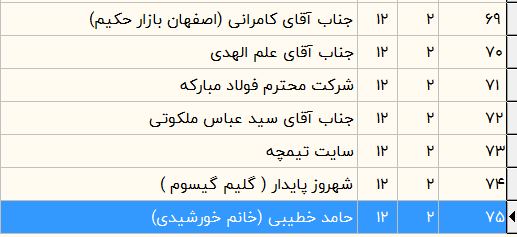 ۶۹ ۲ ۱۲ جناب آقای کامرانی (اصفهان بازار حکیم)
۷۰ ۲ ۱۲ جناب آقای علم الهدی
۷۱ ۲ ۱۲ شرکت محترم فولاد مبارکه
۷۲ ۲ ۱۲ جناب آقای سید عباس ملکوتی
۷۳ ۲ ۱۲ سایت تیمچه
۷۴ ۲ ۱۲ شهروز پایدار ( گلیم گیسوم )
۷۵ ۲ ۱۲ حامد خطیبی (خانم خورشیدی)